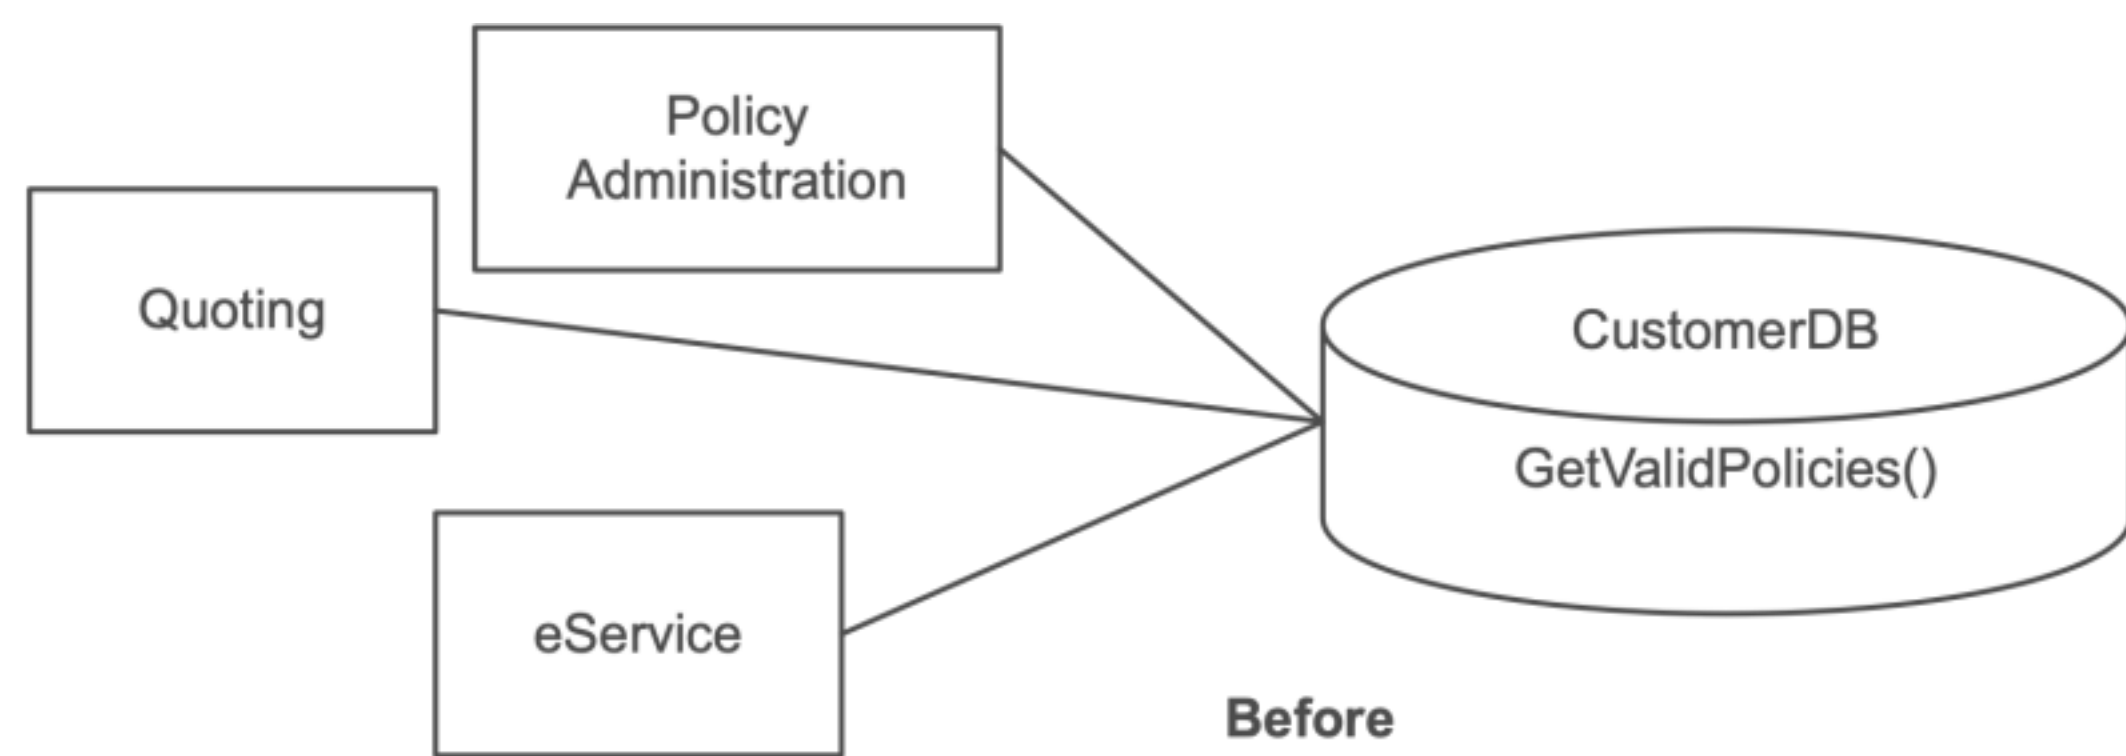 Policy
Administration
Quoting
CustomerDB
GetValidPolicies()
eService
Before